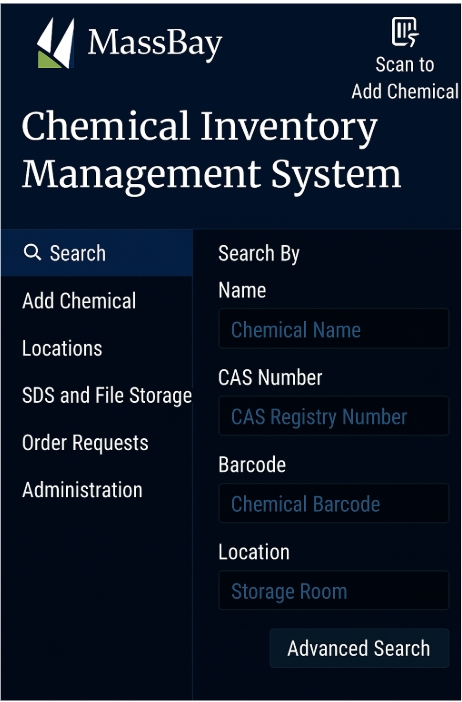 MassBay
Scan to
Add Chemical
Chemical Inventory
Management System
Search
Add Chemical
Locations
SDS and File Storage
Order Requests
Administration
Search By
Name
Chemical Name
CAS Number
CAS Registry Number
Barcode
Chemical Barcode
Location
Storage Room
Advanced Search